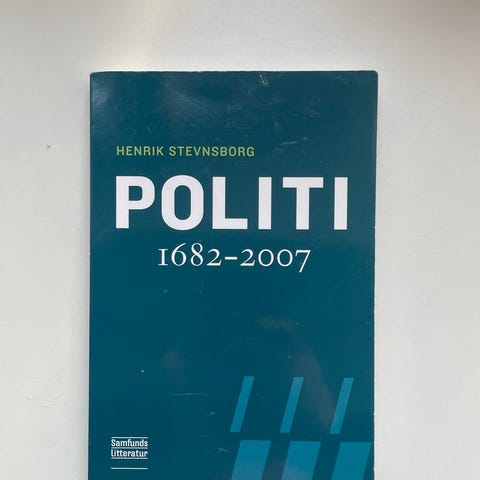 HENRIK STEVNSBORG
POLITI
1682–2007
Samfunds
litteratur